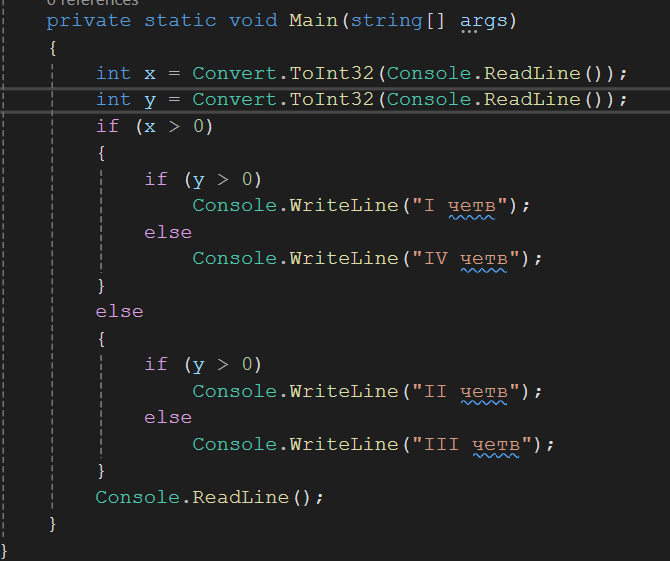 0 references
private static void Main(string[] args)
{
int x = Convert.ToInt32(Console.ReadLine());
int y = Convert.ToInt32(Console.ReadLine());
if (x > 0)
{
if (y > 0)
Console.WriteLine("I четв");
else
Console.WriteLine("IV четв");
}
else
{
if (y > 0)
Console.WriteLine("II четв");
else
Console.WriteLine("III четв");
}
Console.ReadLine();
}
}